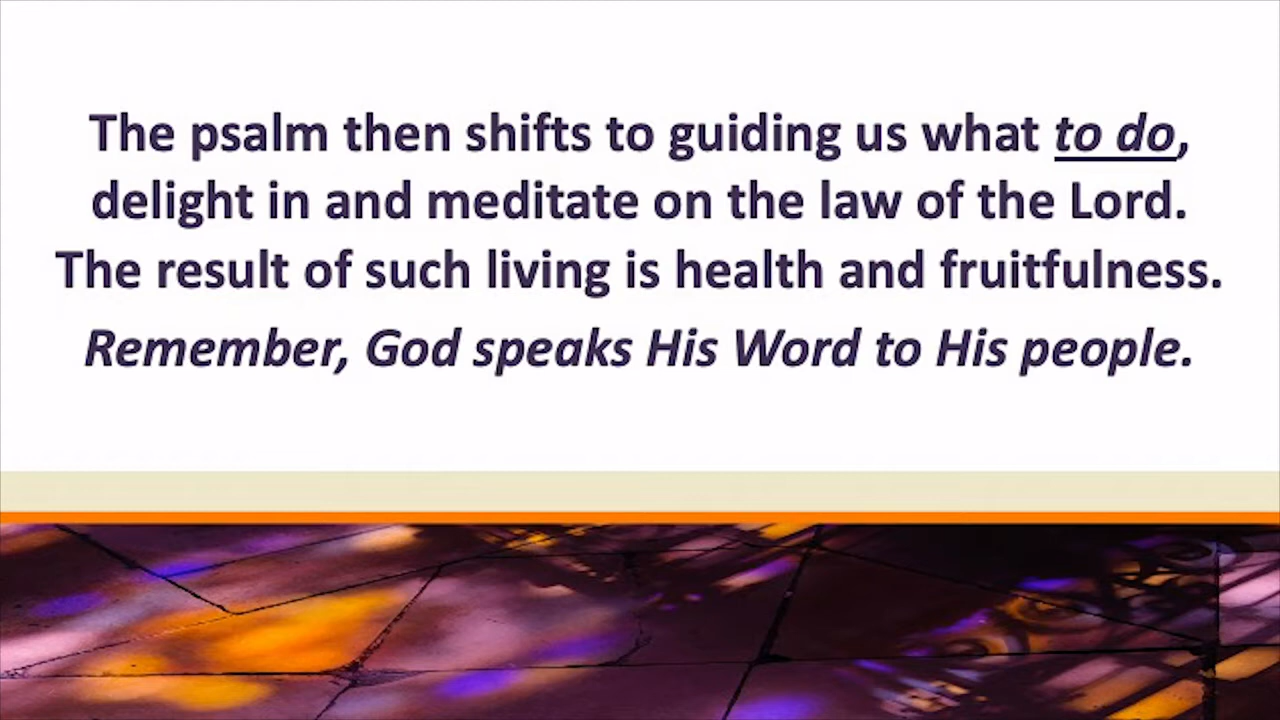 The psalm then shifts to guiding us what to do,
delight in and meditate on the law of the Lord.
The result of such living is health and fruitfulness.
Remember, God speaks His Word to His people.